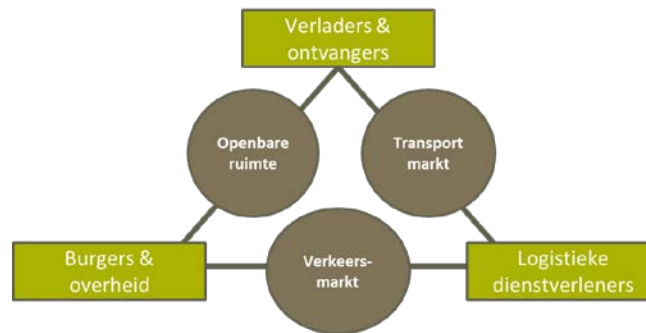 Verladers &
ontvangers
Openbare
ruimte
Transport
markt
Burgers &
overheid
Verkeers-
markt
Logistieke
dienstverleners